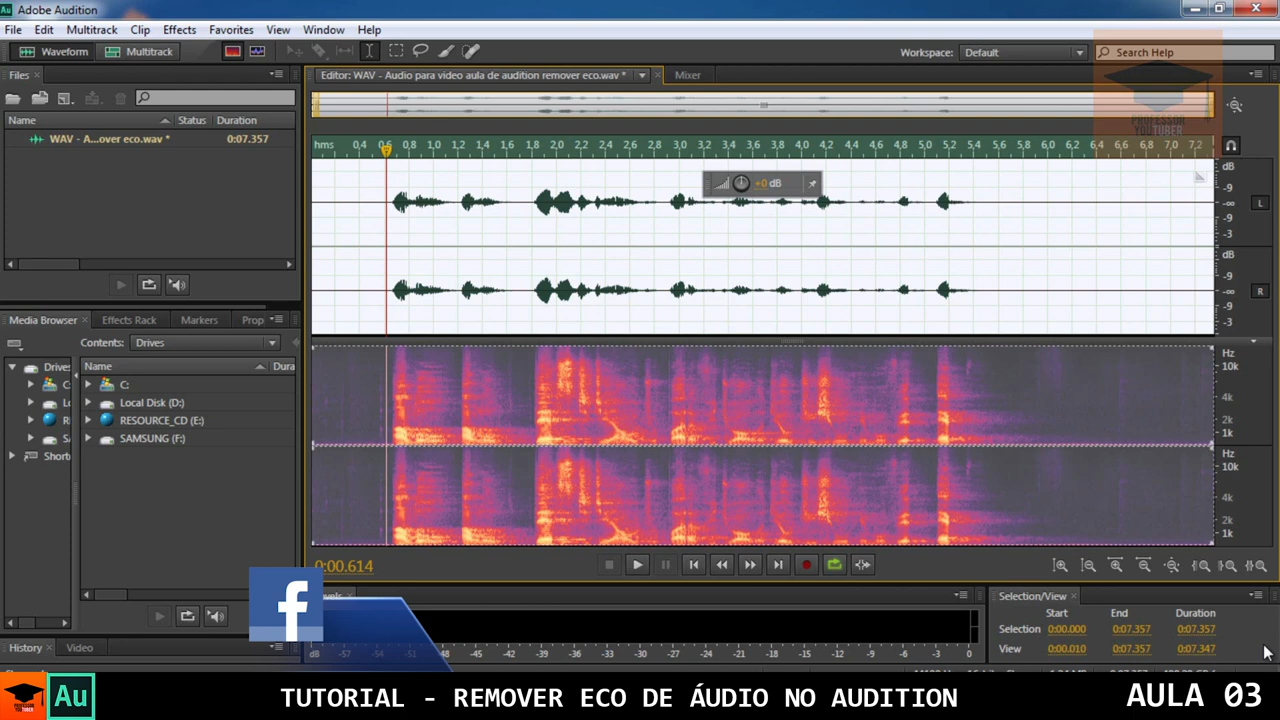 Au Adobe Audition
File Edit Multitrack Clip Effects Favorites View Window Help
Waveform Multitrack Workspace: Default Search Help
Files Editor: WAV - Audio para video aula de audition remover eco.wav * Mixer
PROFESSOR
YOUTUBER
Name Status Duration
WAV - A...over eco.wav * 0:07.357
hms 0,4 0,6 0,8 1,0 1,2 1,4 1,6 1,8 2,0 2,2 2,4 2,6 2,8 3,0 3,2 3,4 3,6 3,8 4,0 4,2 4,4 4,6 4,8 5,0 5,2 5,4 5,6 5,8 6,0 6,2 6,4 6,6 6,8 7,0 7,2
dB
+0 dB
-9
-∞ L
-9
-3
dB
-9
-∞ R
-9
-3
Media Browser Effects Rack Markers Prop
Contents: Drives
Drives Name Dura
C: 
Local Disk (D:)
RESOURCE_CD (E:)
SAMSUNG (F:)
Short
Hz
10k
4k
2k
1k
Hz
10k
4k
2k
1k
0:00.614
f
Selection/View
Start End Duration
Selection 0:00.000 0:07.357 0:07.357
View 0:00.010 0:07.357 0:07.347
History Video
dB -57 -54 -51 -48 -45 -42 -39 -36 -33 -30 -27 -24 -21 -18 -15 -12 -9 -6 -3 0
Au TUTORIAL - REMOVER ECO DE ÁUDIO NO AUDITION AULA 03